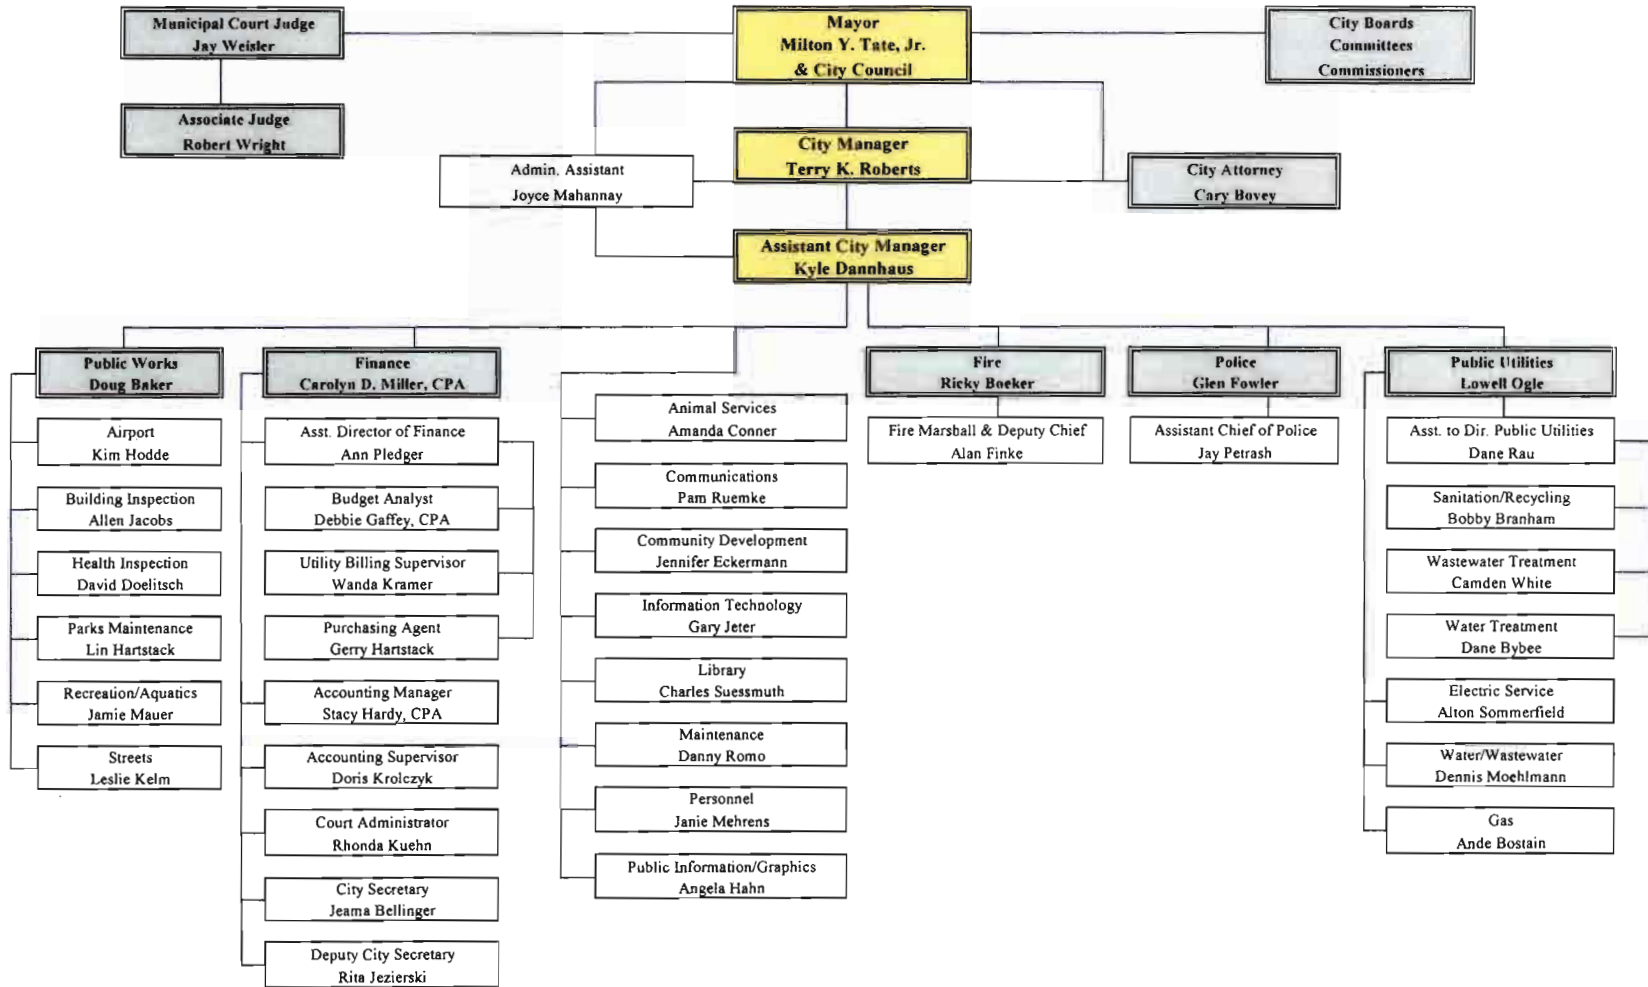 Municipal Court Judge
Jay Weisler
Mayor
Milton Y. Tate, Jr.
& City Council
City Boards
Committees
Commissioners
Associate Judge
Robert Wright
Admin. Assistant
Joyce Mahannay
City Manager
Terry K. Roberts
City Attorney
Cary Bovey
Assistant City Manager
Kyle Dannhaus
Public Works
Doug Baker
Airport
Kim Hodde
Building Inspection
Allen Jacobs
Health Inspection
David Doelitsch
Parks Maintenance
Lin Hartstack
Recreation/Aquatics
Jamie Mauer
Streets
Leslie Kelm
Finance
Carolyn D. Miller, CPA
Asst. Director of Finance
Ann Pledger
Budget Analyst
Debbie Gaffey, CPA
Utility Billing Supervisor
Wanda Kramer
Purchasing Agent
Gerry Hartstack
Accounting Manager
Stacy Hardy, CPA
Accounting Supervisor
Doris Krolczyk
Court Administrator
Rhonda Kuehn
City Secretary
Jeana Bellinger
Deputy City Secretary
Rita Jezierski
Animal Services
Amanda Conner
Communications
Pam Ruemke
Community Development
Jennifer Eckermann
Information Technology
Gary Jeter
Library
Charles Suessmuth
Maintenance
Danny Romo
Personnel
Janie Mehrens
Public Information/Graphics
Angela Hahn
Fire
Ricky Boeker
Fire Marshall & Deputy Chief
Alan Finke
Police
Glen Fowler
Assistant Chief of Police
Jay Petrash
Public Utilities
Lowell Ogle
Asst. to Dir. Public Utilities
Dane Rau
Sanitation/Recycling
Bobby Branham
Wastewater Treatment
Camden White
Water Treatment
Dane Bybee
Electric Service
Alton Sommerfield
Water/Wastewater
Dennis Moehlmann
Gas
Ande Bostain